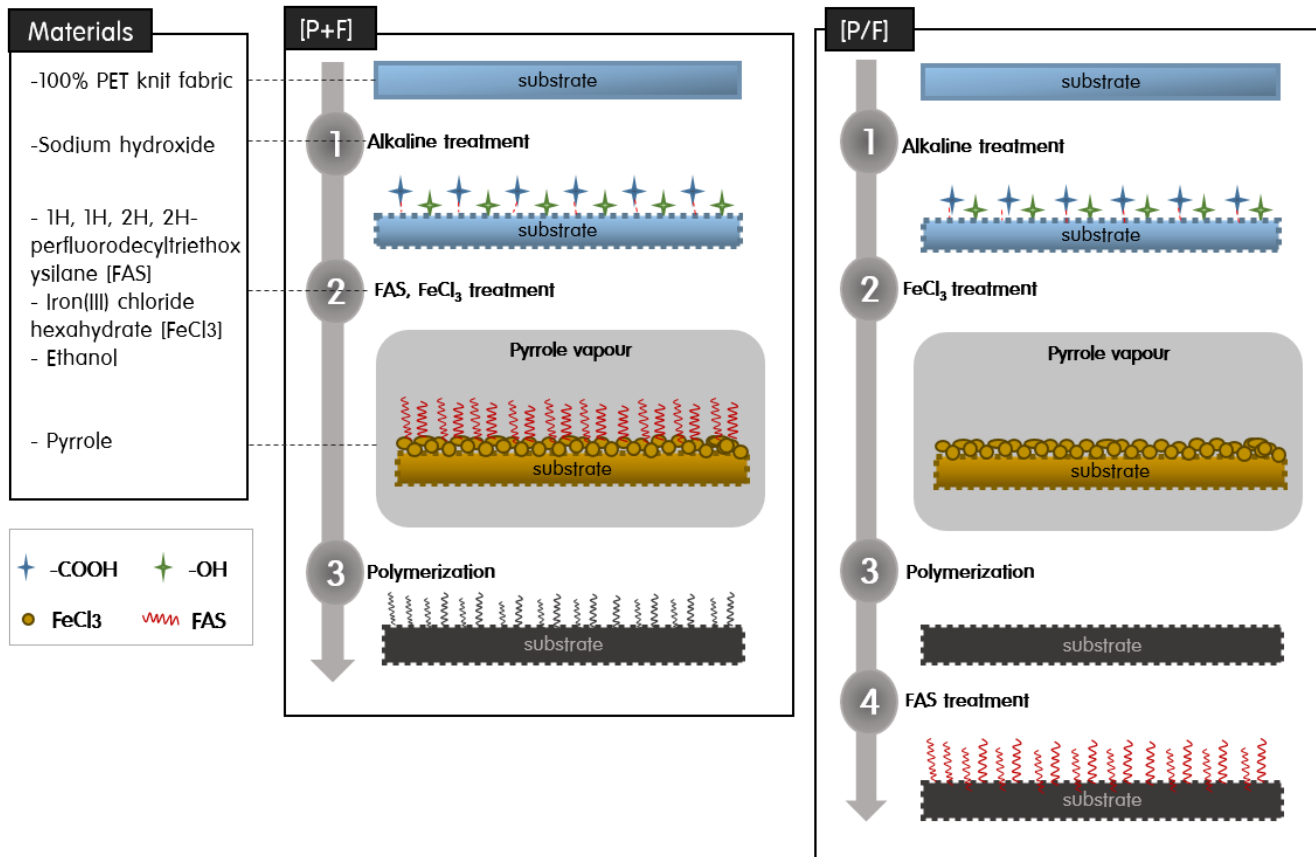 Materials
-100% PET knit fabric
-Sodium hydroxide
- 1H, 1H, 2H, 2H-
perfluorodecyltriethox
ysilane [FAS]
- Iron(III) chloride
hexahydrate [FeCl3]
- Ethanol
- Pyrrole
-COOH
-OH
FeCl3
FAS
[P+F]
substrate
1
Alkaline treatment
substrate
2
FAS, FeCl₃ treatment
Pyrrole vapour
substrate
3
Polymerization
substrate
[P/F]
substrate
1
Alkaline treatment
substrate
2
FeCl₃ treatment
Pyrrole vapour
substrate
3
Polymerization
substrate
4
FAS treatment
substrate